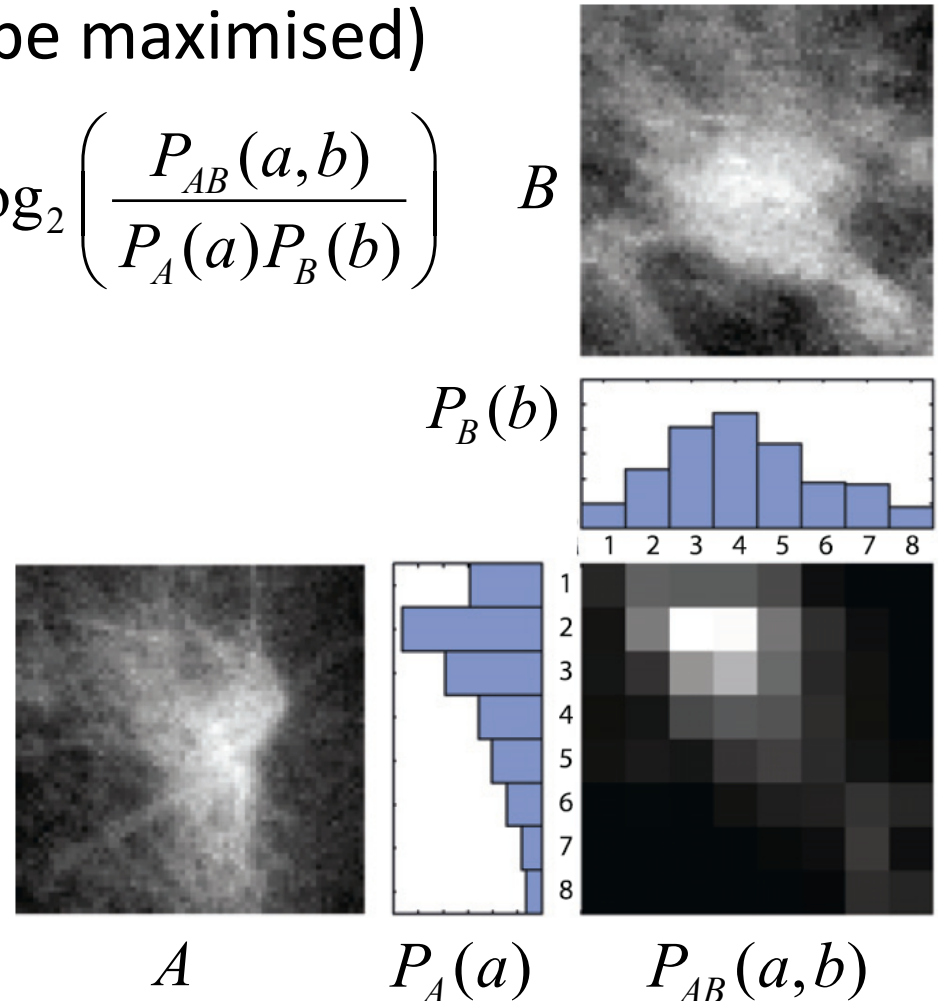 be maximised)
og₂ ( P_AB(a,b) / P_A(a)P_B(b) )
B
P_B(b)
1 2 3 4 5 6 7 8
1
2
3
4
5
6
7
8
A P_A(a) P_AB(a,b)